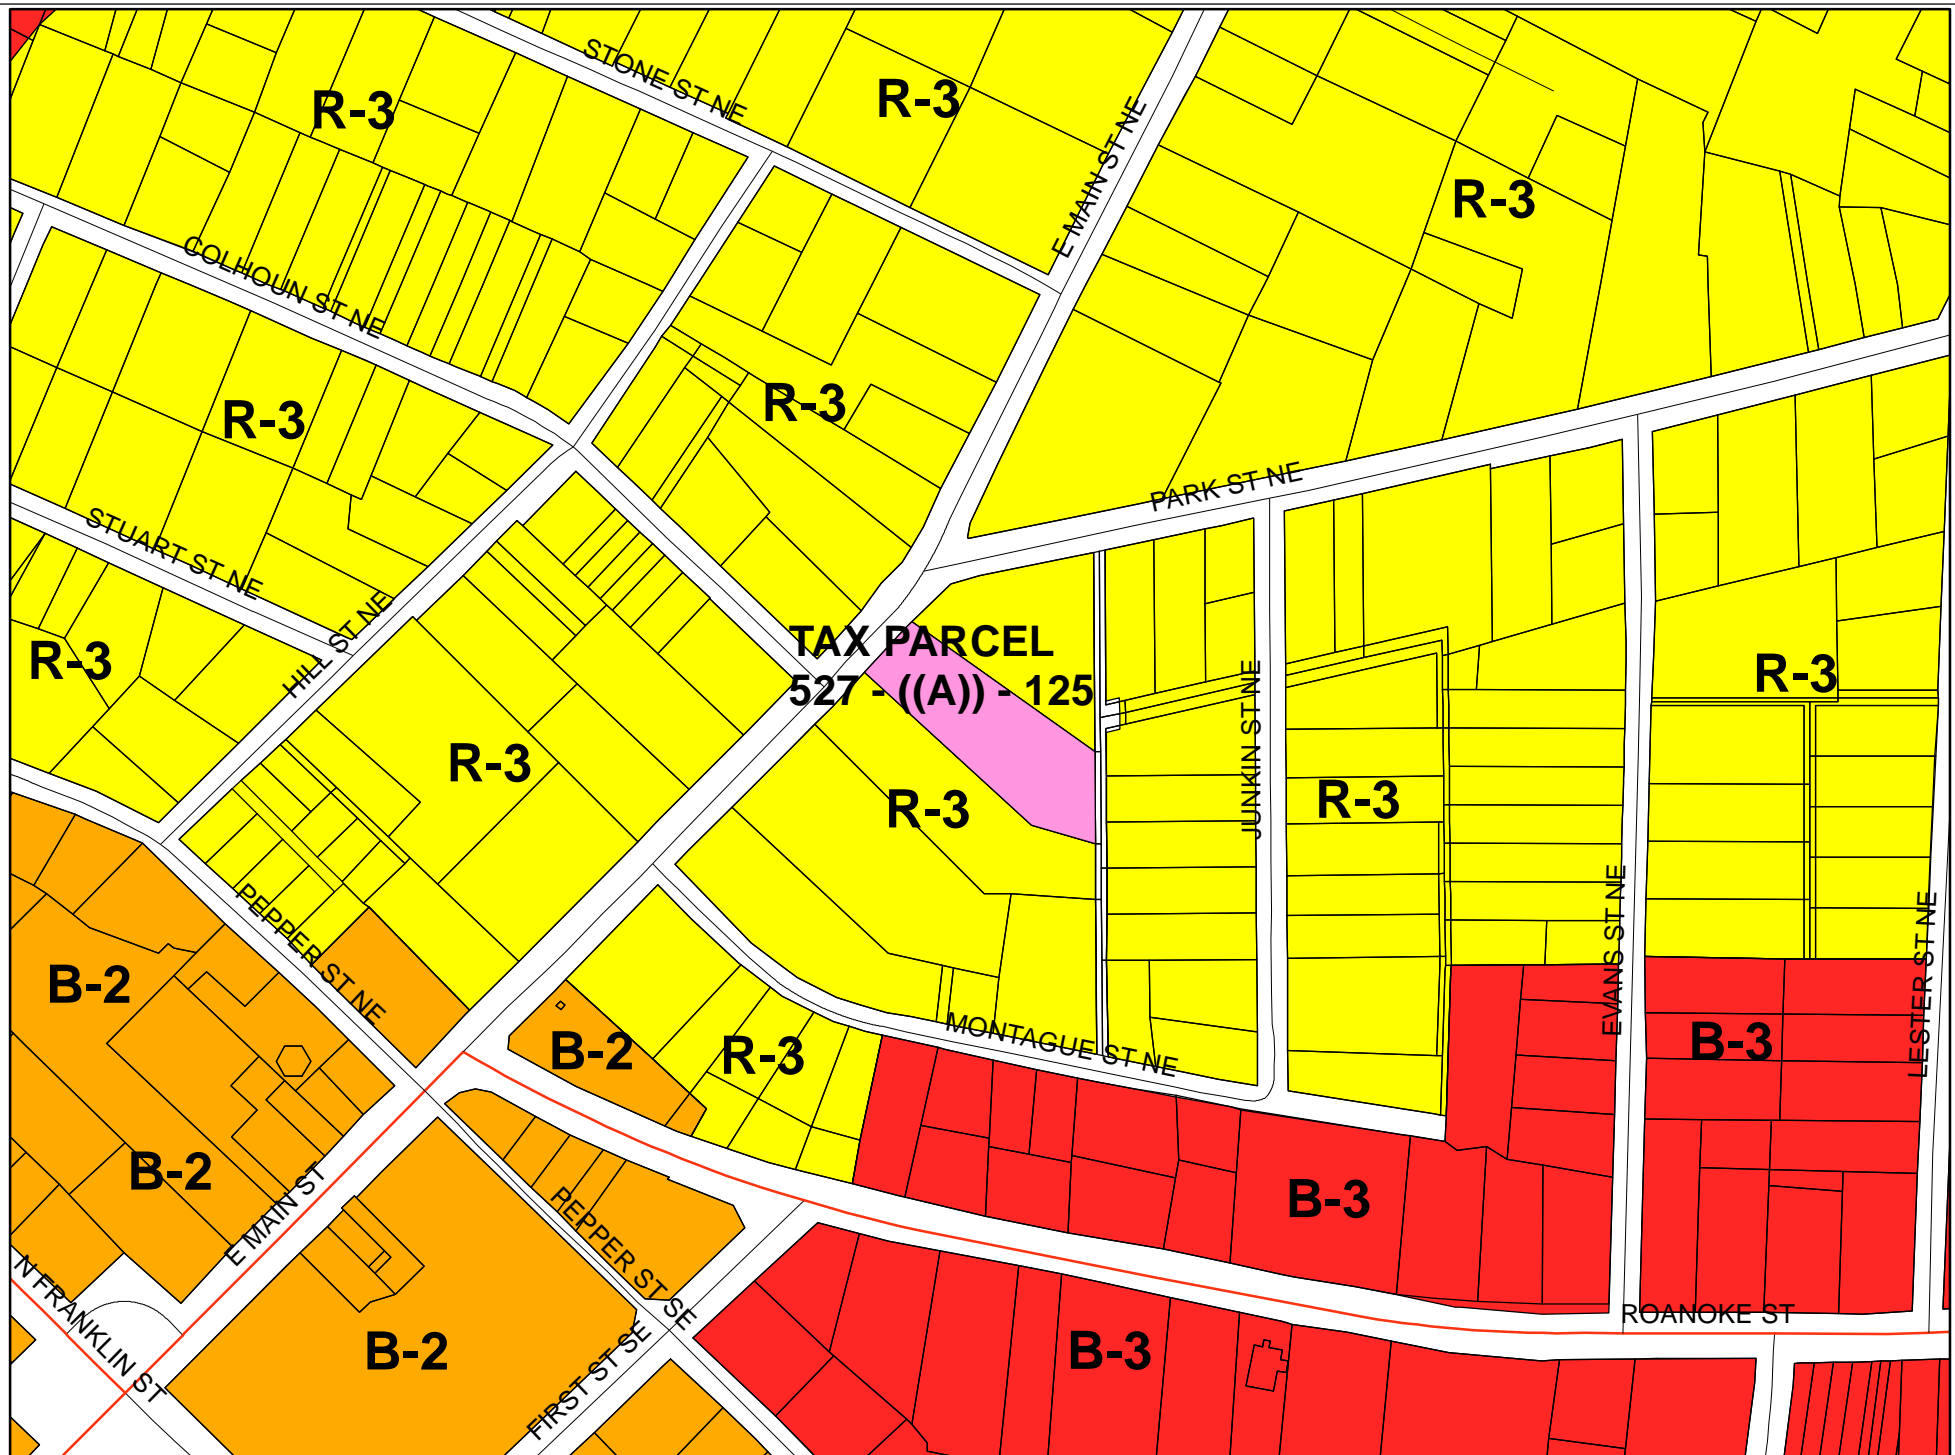 STONE ST NE
R-3
R-3
E MAIN ST NE
R-3
COLHOUN ST NE
R-3
R-3
PARK ST NE
STUART ST NE
HILL ST NE
R-3
TAX PARCEL
527 - ((A)) - 125
R-3
R-3
JUNKIN ST NE
R-3
R-3
PEPPER ST NE
EVANS ST NE
LESTER ST NE
B-2
MONTAGUE ST NE
B-2
R-3
B-3
B-2
E MAIN ST
PEPPER ST SE
B-3
N FRANKLIN ST
ROANOKE ST
B-2
FIRST ST SE
B-3